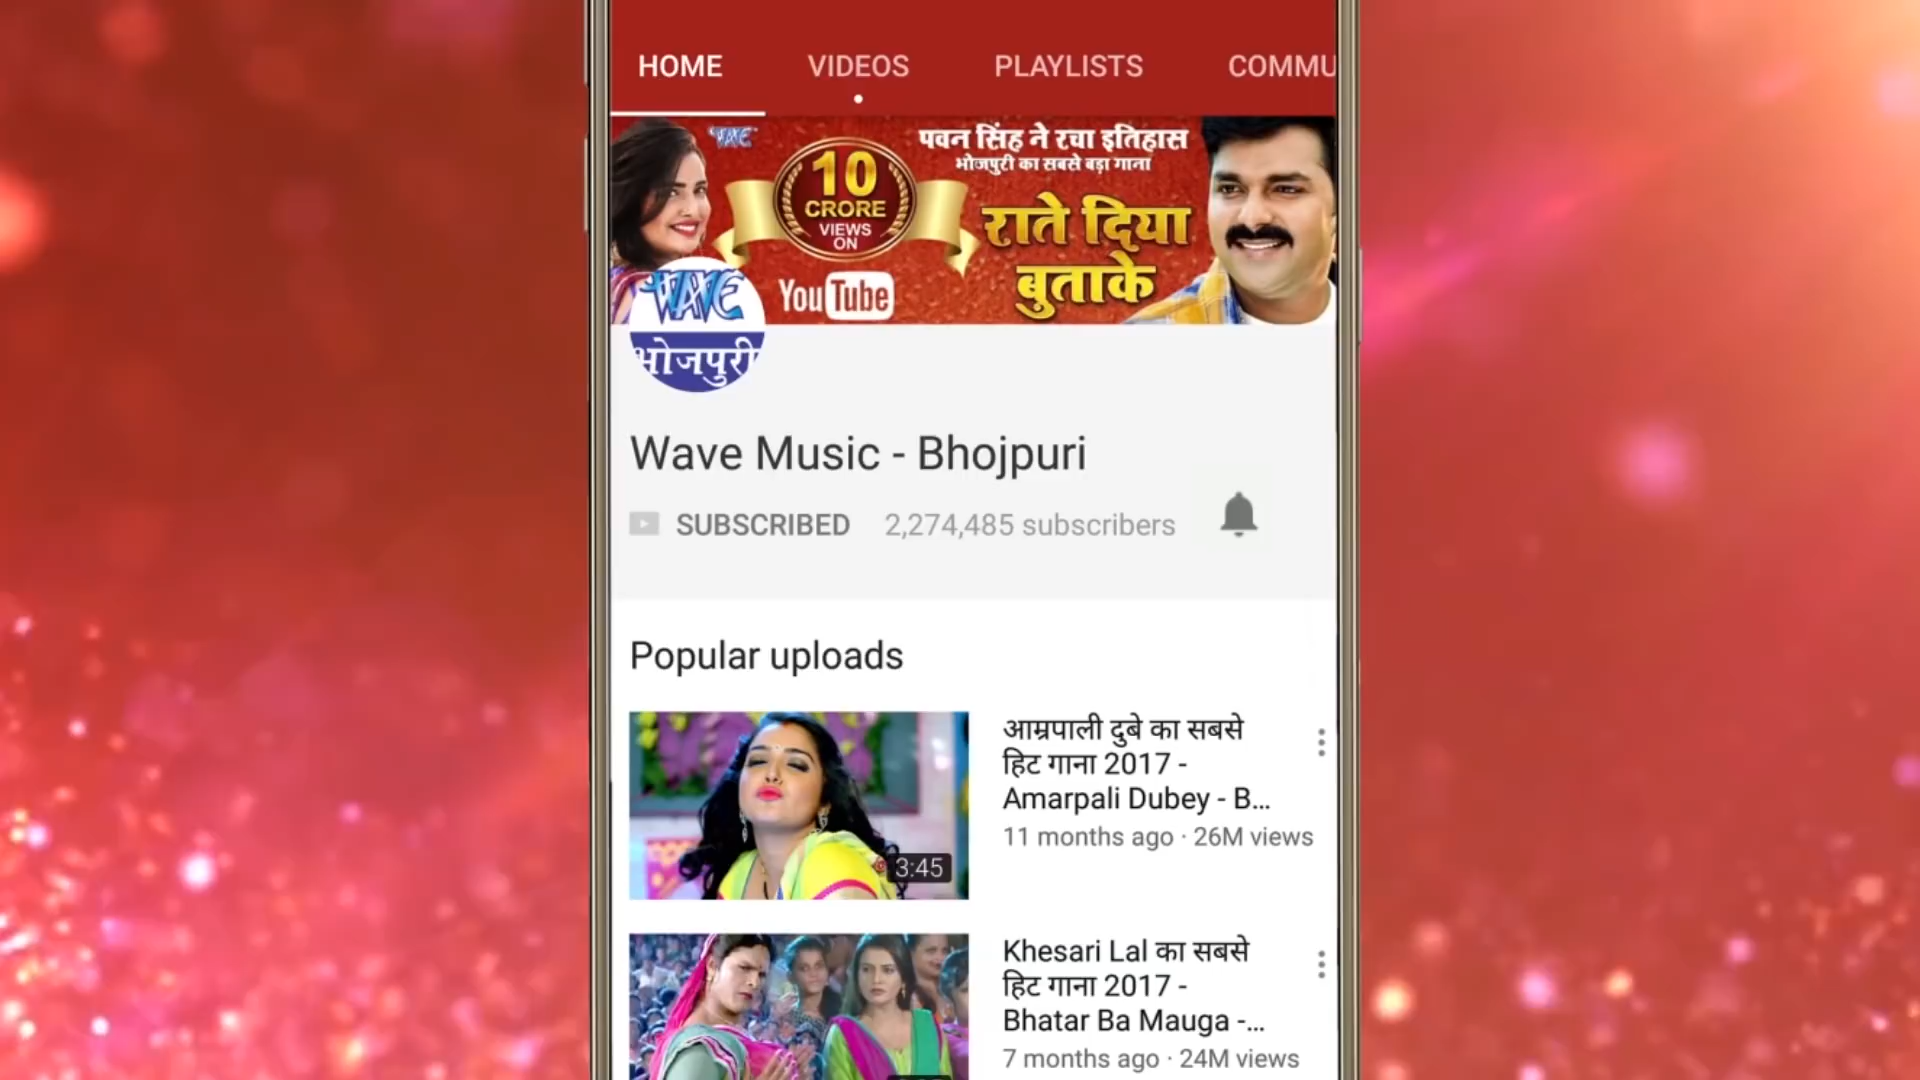 HOME VIDEOS PLAYLISTS COMMU
WAVE
10
CRORE
VIEWS
ON
YouTube
पवन सिंह ने रचा इतिहास
भोजपुरी का सबसे बड़ा गाना
राते दिया
बुताके
WAVE
भोजपुरी
Wave Music - Bhojpuri
SUBSCRIBED 2,274,485 subscribers
Popular uploads
3:45
आम्रपाली दुबे का सबसे
हिट गाना 2017 -
Amarpali Dubey - B...
11 months ago · 26M views
Khesari Lal का सबसे
हिट गाना 2017 -
Bhatar Ba Mauga -...
7 months ago · 24M views